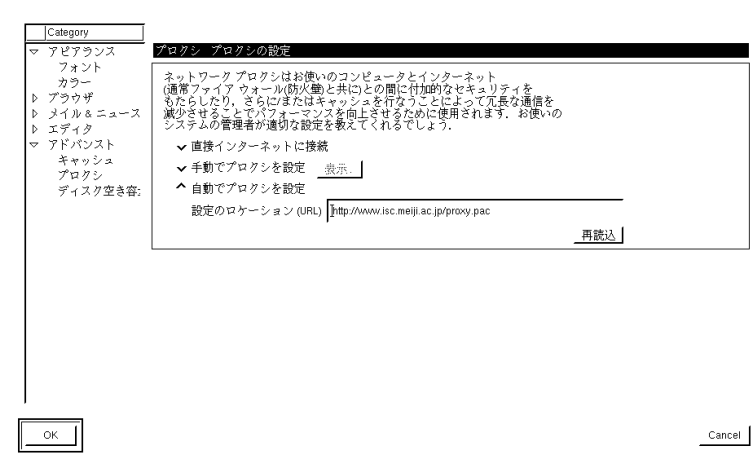 Category
アピアランス
フォント
カラー
ブラウザ
メイル&ニュース
エディタ
アドバンスト
キャッシュ
プロクシ
ディスク空き容
プロクシ プロクシの設定
ネットワーク プロクシはお使いのコンピュータとインターネット
(通常ファイア ウォール(防火壁)と共に)との間に付加的なセキュリティを
もたらしたり，さらに/またはキャッシュを行なうことによって冗長な通信を
減少させることでパフォーマンスを向上させるために使用されます．お使いの
システムの管理者が適切な設定を教えてくれるでしょう．
直接インターネットに接続
手動でプロクシを設定 表示..
自動でプロクシを設定
設定のロケーション (URL) http://www.isc.meiji.ac.jp/proxy.pac
再読込
OK
Cancel